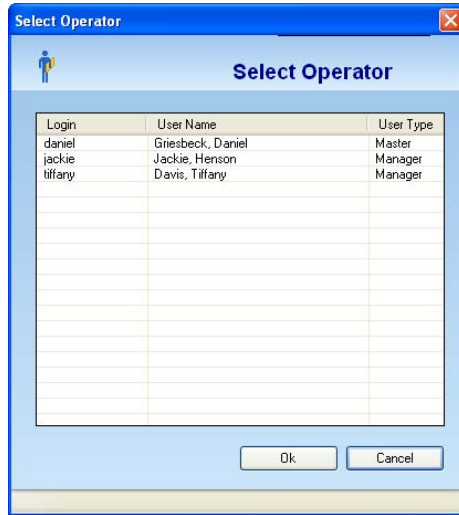 Select Operator
Select Operator
Login User Name User Type
daniel Griesbeck, Daniel Master
jackie Jackie, Henson Manager
tiffany Davis, Tiffany Manager
Ok Cancel